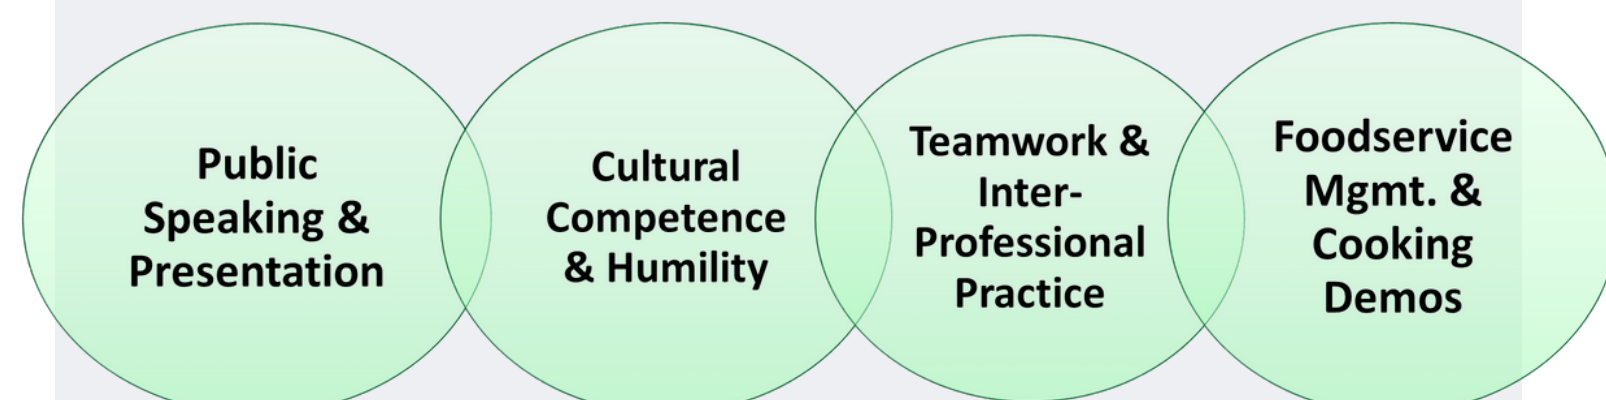 Public
Speaking &
Presentation
Cultural
Competence
& Humility
Teamwork &
Inter-
Professional
Practice
Foodservice
Mgmt. &
Cooking
Demos